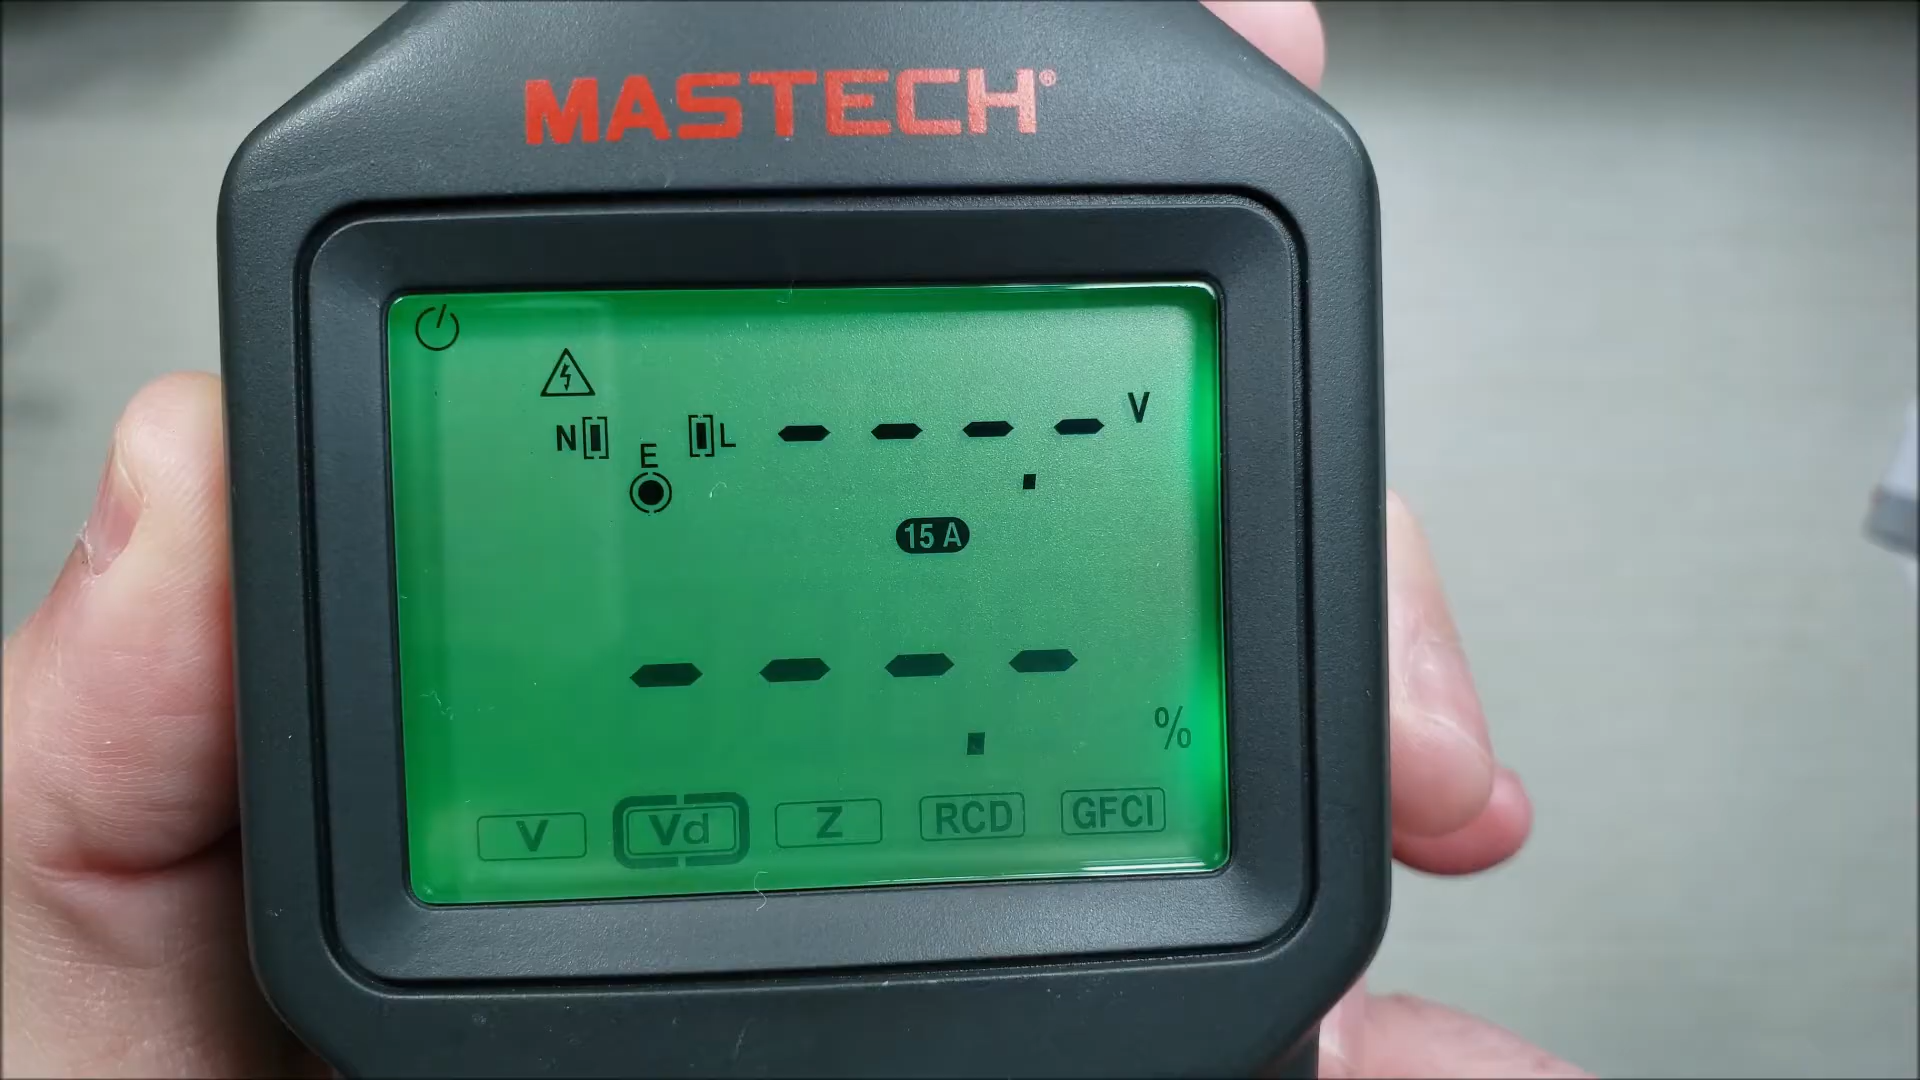 MASTECH®
N E L - - - - V
.
15 A
- - - -
. %
V Vd Z RCD GFCI